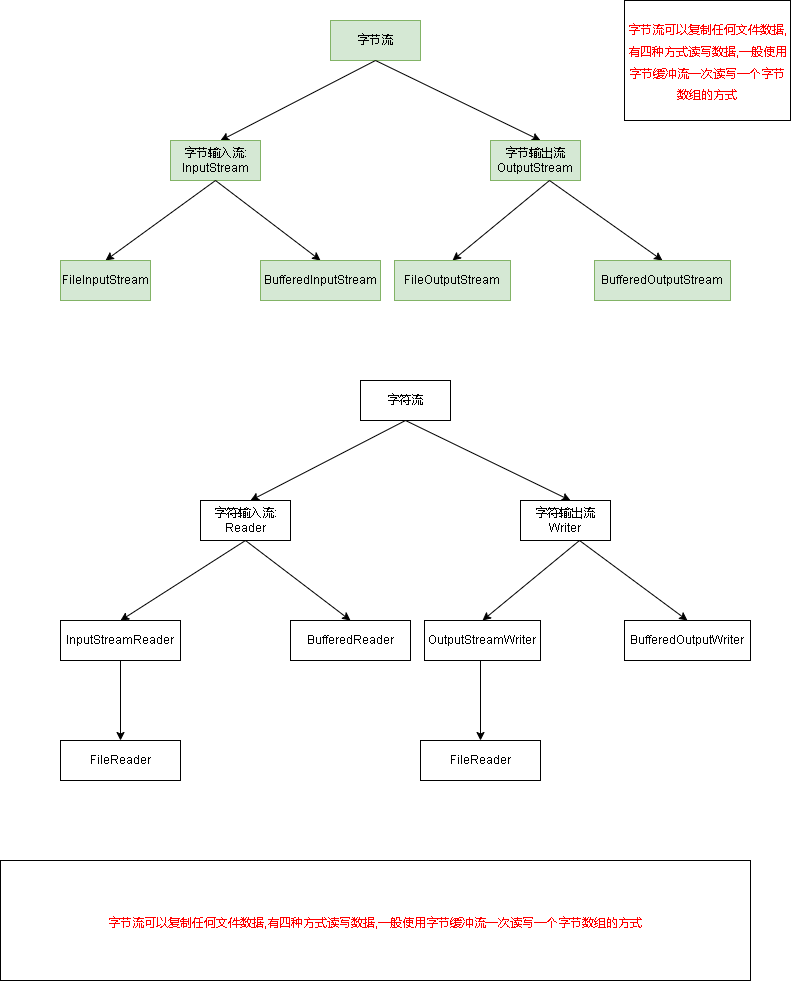 字节流
字节流可以复制任何文件数据,
有四种方式读写数据,一般使用
字节缓冲流一次读写一个字节
数组的方式
字节输入流:
InputStream
字节输出流
OutputStream
FileInputStream
BufferedInputStream
FileOutputStream
BufferedOutputStream
字符流
字符输入流:
Reader
字符输出流
Writer
InputStreamReader
BufferedReader
OutputStreamWriter
BufferedOutputWriter
FileReader
FileReader
字节流可以复制任何文件数据,有四种方式读写数据,一般使用字节缓冲流一次读写一个字节数组的方式